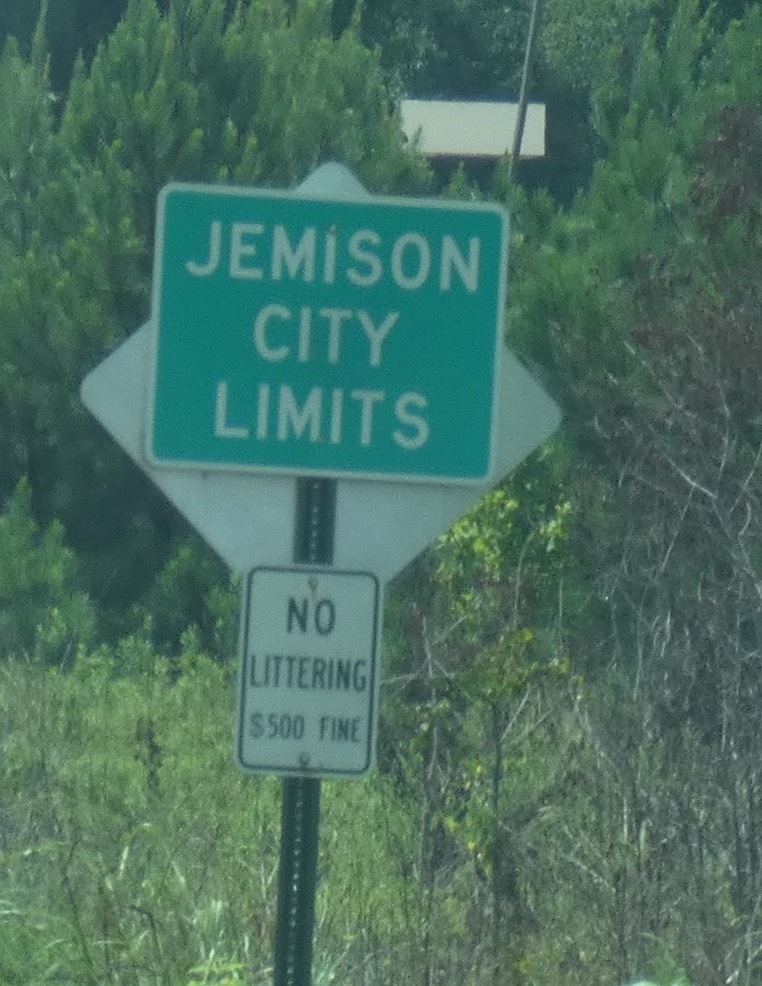 JEMISON
CITY
LIMITS
NO
LITTERING
$500 FINE